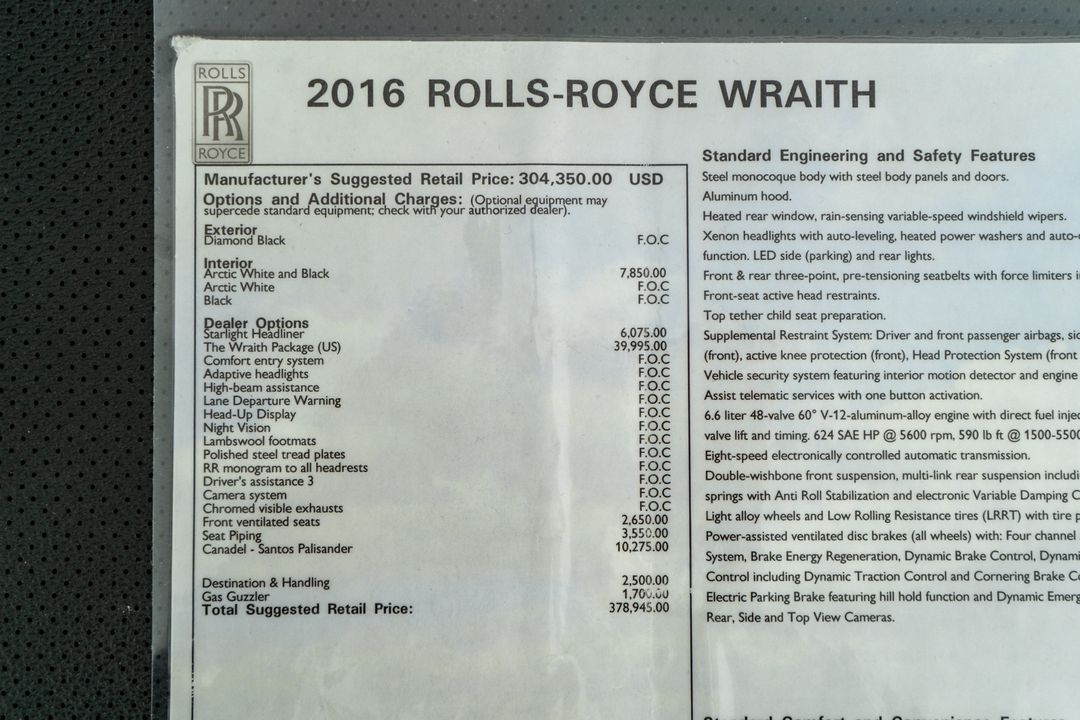 ROLLS
RR
ROYCE
2016 ROLLS-ROYCE WRAITH
Manufacturer's Suggested Retail Price: 304,350.00 USD
Options and Additional Charges: (Optional equipment may
supercede standard equipment; check with your authorized dealer).
Exterior
Diamond Black F.O.C
Interior
Arctic White and Black 7,850.00
Arctic White F.O.C
Black F.O.C
Dealer Options
Starlight Headliner 6,075.00
The Wraith Package (US) 39,995.00
Comfort entry system F.O.C
Adaptive headlights F.O.C
High-beam assistance F.O.C
Lane Departure Warning F.O.C
Head-Up Display F.O.C
Night Vision F.O.C
Lambswool footmats F.O.C
Polished steel tread plates F.O.C
RR monogram to all headrests F.O.C
Driver's assistance 3 F.O.C
Camera system F.O.C
Chromed visible exhausts F.O.C
Front ventilated seats 2,650.00
Seat Piping 3,550.00
Canadel - Santos Palisander 10,275.00
Destination & Handling 2,500.00
Gas Guzzler 1,700.00
Total Suggested Retail Price: 378,945.00
Standard Engineering and Safety Features
Steel monocoque body with steel body panels and doors.
Aluminum hood.
Heated rear window, rain-sensing variable-speed windshield wipers.
Xenon headlights with auto-leveling, heated power washers and auto-
function. LED side (parking) and rear lights.
Front & rear three-point, pre-tensioning seatbelts with force limiters
Front-seat active head restraints.
Top tether child seat preparation.
Supplemental Restraint System: Driver and front passenger airbags,
(front), active knee protection (front), Head Protection System (front
Vehicle security system featuring interior motion detector and engine
Assist telematic services with one button activation.
6.6 liter 48-valve 60° V-12-aluminum-alloy engine with direct fuel
valve lift and timing. 624 SAE HP @ 5600 rpm, 590 lb ft @ 1500-5500
Eight-speed electronically controlled automatic transmission.
Double-wishbone front suspension, multi-link rear suspension
springs with Anti Roll Stabilization and electronic Variable Damping
Light alloy wheels and Low Rolling Resistance tires (LRRT) with tire
Power-assisted ventilated disc brakes (all wheels) with: Four channel
System, Brake Energy Regeneration, Dynamic Brake Control,
Control including Dynamic Traction Control and Cornering Brake
Electric Parking Brake featuring hill hold function and Dynamic
Rear, Side and Top View Cameras.